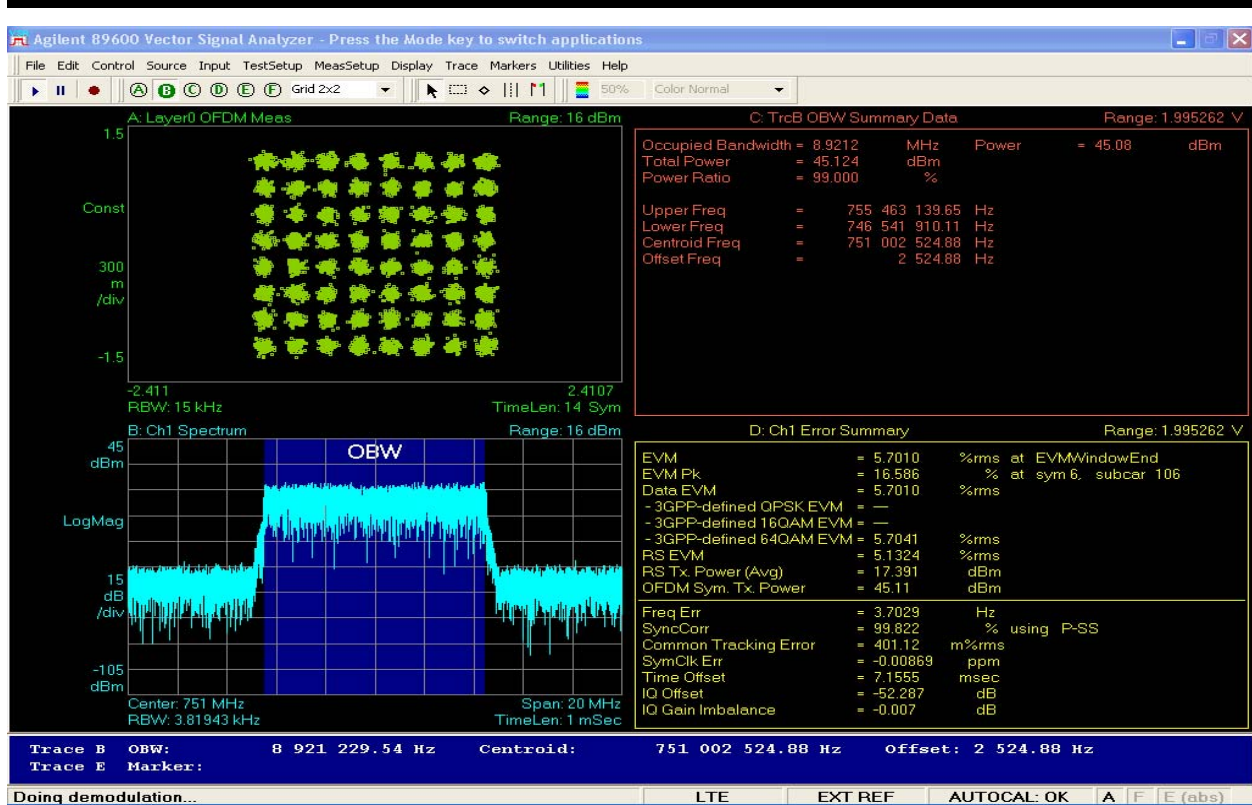 Agilent 89600 Vector Signal Analyzer - Press the Mode key to switch applications
File Edit Control Source Input TestSetup MeasSetup Display Trace Markers Utilities Help
A B C D E F Grid 2x2 50% Color Normal
A: Layer0 OFDM Meas Range: 16 dBm
1.5
Const
300
m
/div
-1.5
-2.411 2.4107
RBW: 15 kHz TimeLen: 14 Sym
C: TrcB OBW Summary Data Range: 1.995262 V
Occupied Bandwidth = 8.9212 MHz Power = 45.08 dBm
Total Power = 45.124 dBm
Power Ratio = 99.000 %
Upper Freq = 755 463 139.65 Hz
Lower Freq = 746 541 910.11 Hz
Centroid Freq = 751 002 524.88 Hz
Offset Freq = 2 524.88 Hz
B: Ch1 Spectrum Range: 16 dBm
45
dBm
OBW
LogMag
15
dB
/div
-105
dBm
Center: 751 MHz Span: 20 MHz
RBW: 3.81943 kHz TimeLen: 1 mSec
D: Ch1 Error Summary Range: 1.995262 V
EVM = 5.7010 %rms at EVMWindowEnd
EVM Pk = 16.586 % at sym 6, subcar 106
Data EVM = 5.7010 %rms
- 3GPP-defined QPSK EVM = —
- 3GPP-defined 16QAM EVM = —
- 3GPP-defined 64QAM EVM = 5.7041 %rms
RS EVM = 5.1324 %rms
RS Tx. Power (Avg) = 17.391 dBm
OFDM Sym. Tx. Power = 45.11 dBm
Freq Err = 3.7029 Hz
SyncCorr = 99.822 % using P-SS
Common Tracking Error = 401.12 m%rms
SymClk Err = -0.00869 ppm
Time Offset = 7.1555 msec
IQ Offset = -52.287 dB
IQ Gain Imbalance = -0.007 dB
Trace B OBW: 8 921 229.54 Hz Centroid: 751 002 524.88 Hz Offset: 2 524.88 Hz
Trace E Marker:
Doing demodulation... LTE EXT REF AUTOCAL: OK A F E (abs)